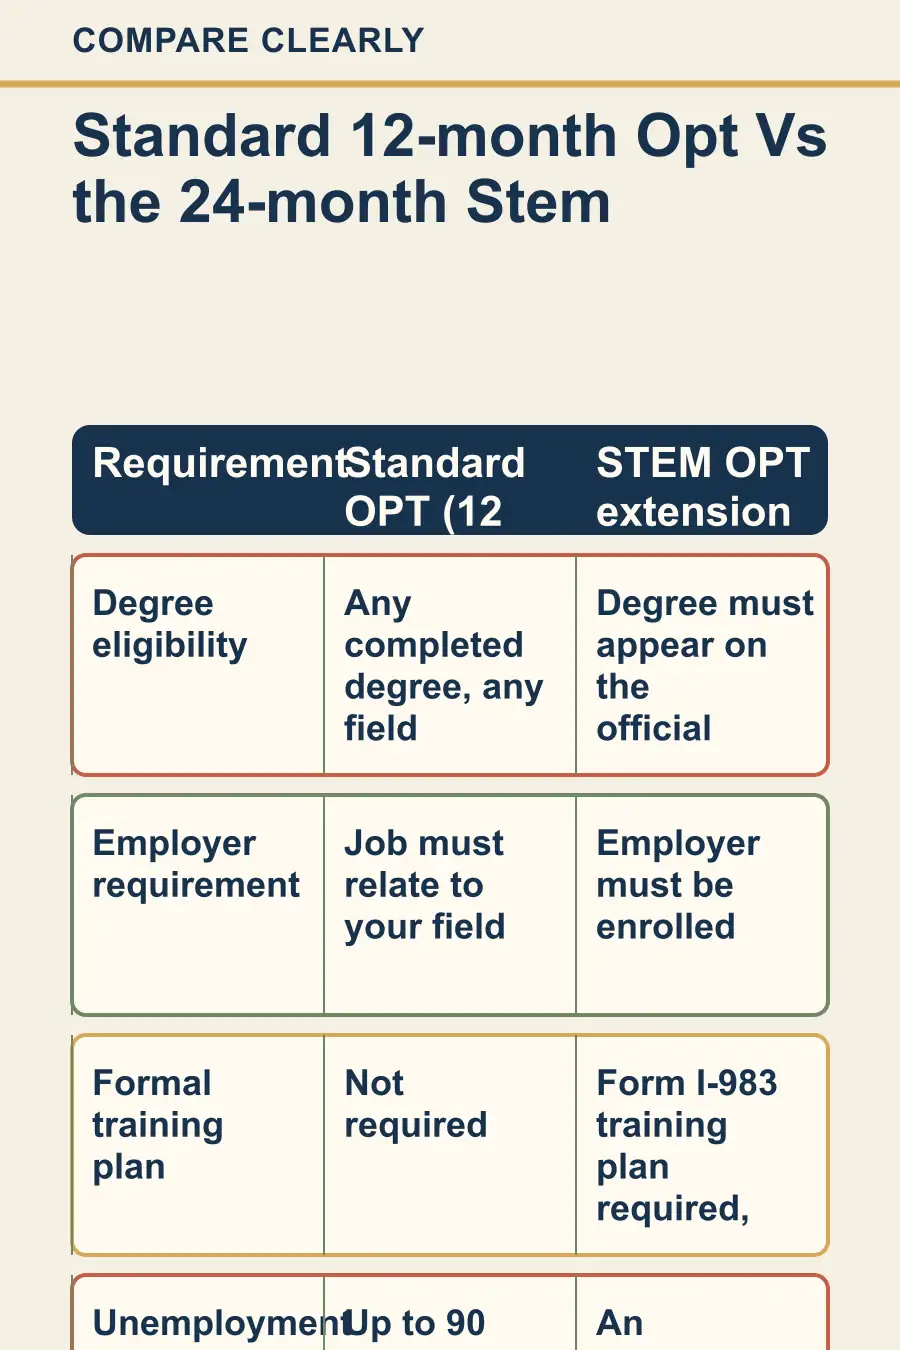 COMPARE CLEARLY
Standard 12-month Opt Vs
the 24-month Stem
Requirement
Standard
OPT (12
STEM OPT
extension
Degree
eligibility
Any
completed
degree, any
field
Degree must
appear on
the
official
Employer
requirement
Job must
relate to
your field
Employer
must be
enrolled
Formal
training
plan
Not
required
Form I-983
training
plan
required,
Unemployment
Up to 90
An